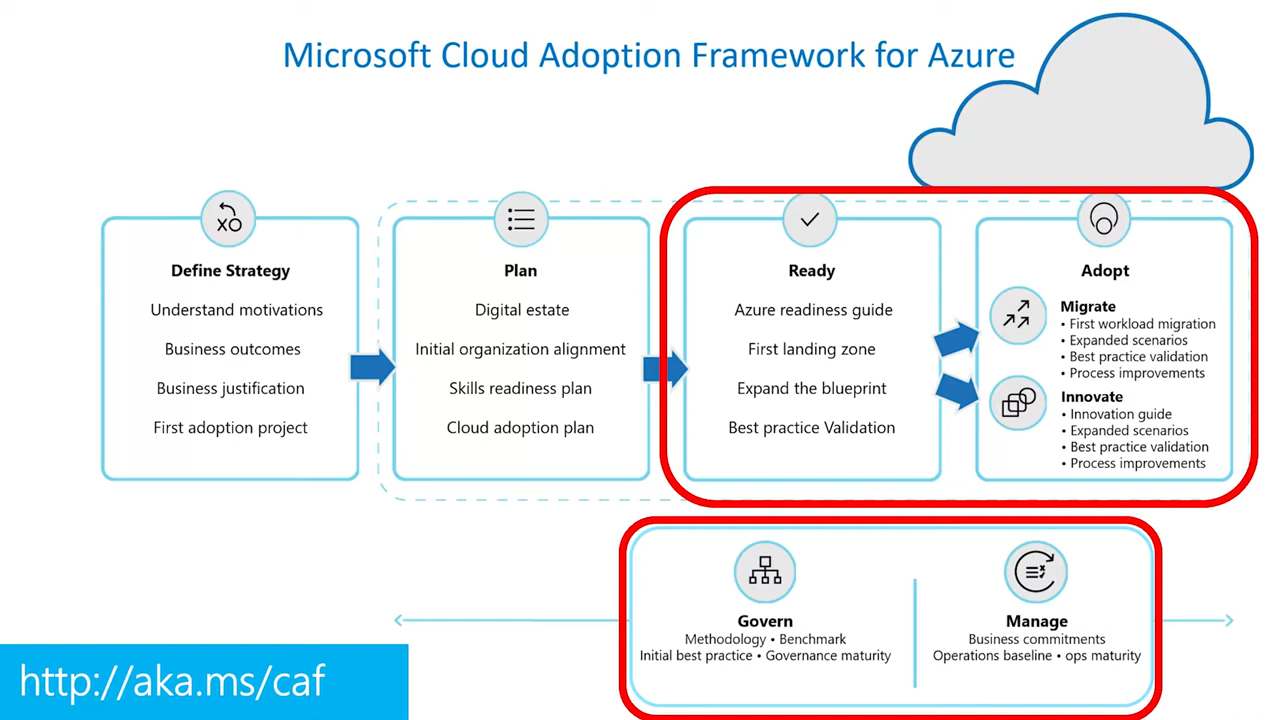 Microsoft Cloud Adoption Framework for Azure
Define Strategy
Understand motivations
Business outcomes
Business justification
First adoption project
Plan
Digital estate
Initial organization alignment
Skills readiness plan
Cloud adoption plan
Ready
Azure readiness guide
First landing zone
Expand the blueprint
Best practice Validation
Adopt
Migrate
• First workload migration
• Expanded scenarios
• Best practice validation
• Process improvements
Innovate
• Innovation guide
• Expanded scenarios
• Best practice validation
• Process improvements
Govern
Methodology • Benchmark
Initial best practice • Governance maturity
Manage
Business commitments
Operations baseline • ops maturity
http://aka.ms/caf